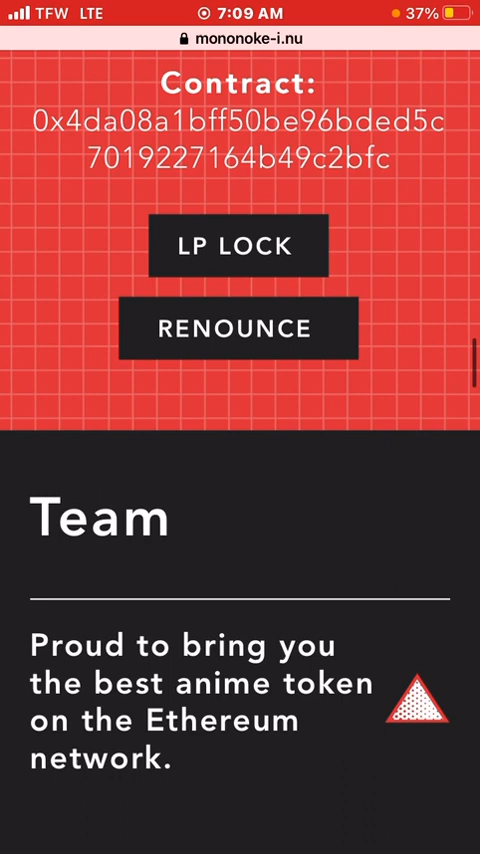 TFW LTE 7:09 AM 37%
mononoke-i.nu
Contract:
0x4da08a1bff50be96bded5c
7019227164b49c2bfc
LP LOCK
RENOUNCE
Team
Proud to bring you
the best anime token
on the Ethereum
network.